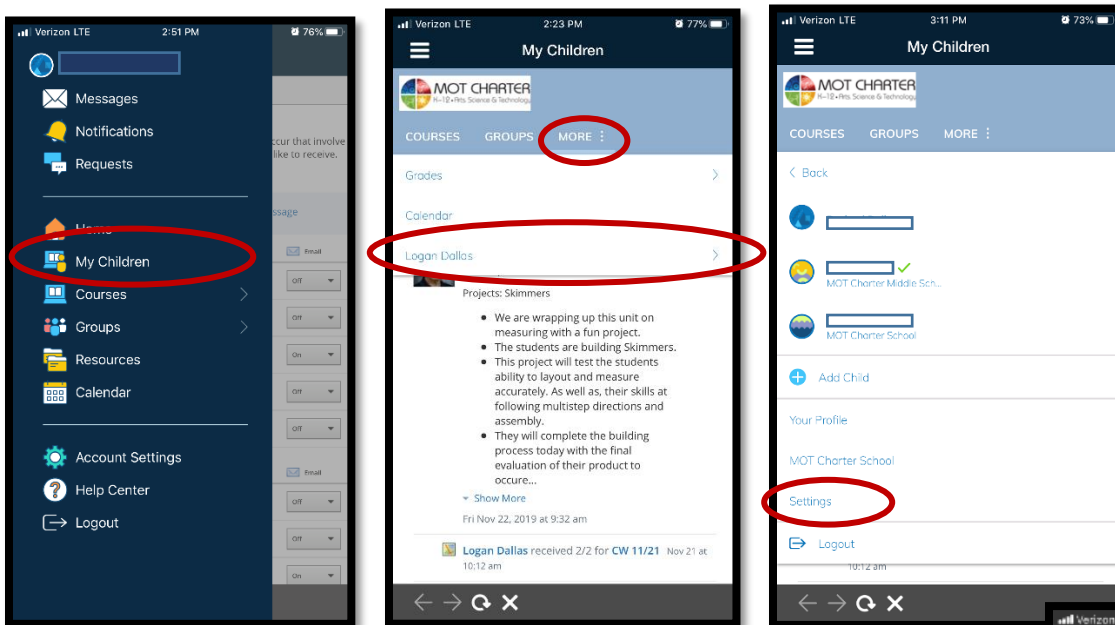 Verizon LTE 2:51 PM 76%
Messages
Notifications
Requests
Home
My Children
Courses
Groups
Resources
Calendar
Account Settings
Help Center
Logout
ccur that involve
like to receive.
ssage
Email
Off
Off
On
Off
Off
Email
Off
Off
On
Verizon LTE 2:23 PM 77%
My Children
MOT CHARTER
K-12 • Arts, Science & Technology
COURSES GROUPS MORE
Grades
Calendar
Logan Dallas
Projects: Skimmers
• We are wrapping up this unit on
measuring with a fun project.
• The students are building Skimmers.
• This project will test the students
ability to layout and measure
accurately. As well as, their skills at
following multistep directions and
assembly.
• They will complete the building
process today with the final
evaluation of their product to
occure...
Show More
Fri Nov 22, 2019 at 9:32 am
Logan Dallas received 2/2 for CW 11/21 Nov 21 at
10:12 am
Verizon LTE 3:11 PM 73%
My Children
MOT CHARTER
K-12 • Arts, Science & Technology
COURSES GROUPS MORE
Back
MOT Charter Middle Sch...
MOT Charter School
Add Child
Your Profile
MOT Charter School
Settings
Logout
10:12 am
Verizon